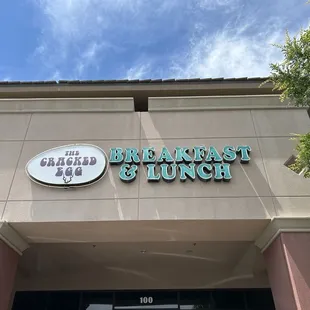 THE
CRACKED
EGG
BREAKFAST
& LUNCH
100